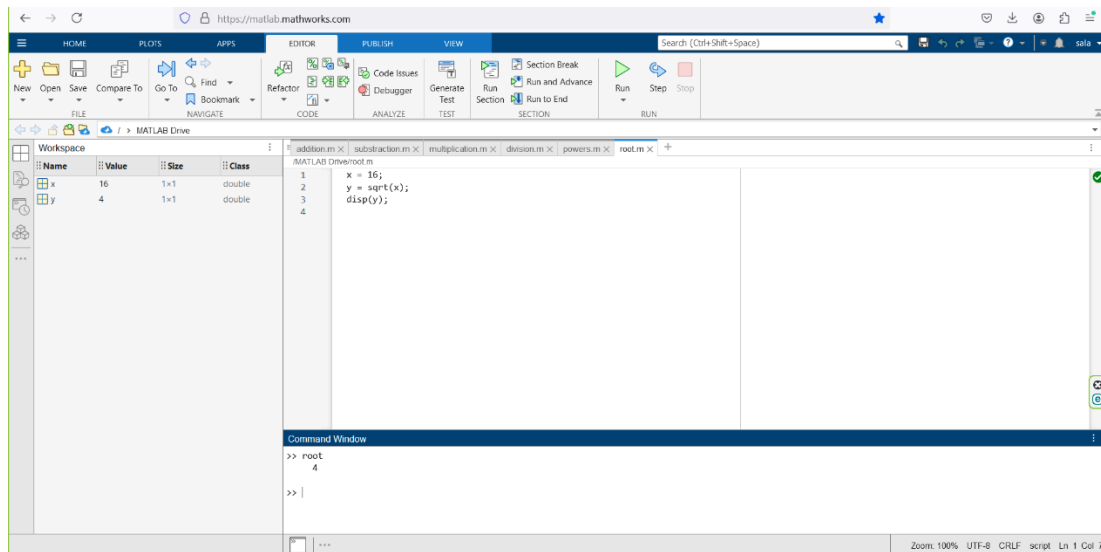 https://matlab.mathworks.com
HOME PLOTS APPS EDITOR PUBLISH VIEW Search (Ctrl+Shift+Space) sala
New Open Save Compare To Go To Find Bookmark Refactor Code Issues Debugger Generate Test Run Section Section Break Run and Advance Run to End Run Step Stop
FILE NAVIGATE CODE ANALYZE TEST SECTION RUN
/ > MATLAB Drive
Workspace
Name Value Size Class
x 16 1×1 double
y 4 1×1 double
addition.m × substraction.m × multiplication.m × division.m × powers.m × root.m × +
/MATLAB Drive/root.m
1 x = 16;
2 y = sqrt(x);
3 disp(y);
4
Command Window
>> root
4
>>
Zoom: 100% UTF-8 CRLF script Ln 1 Col 7